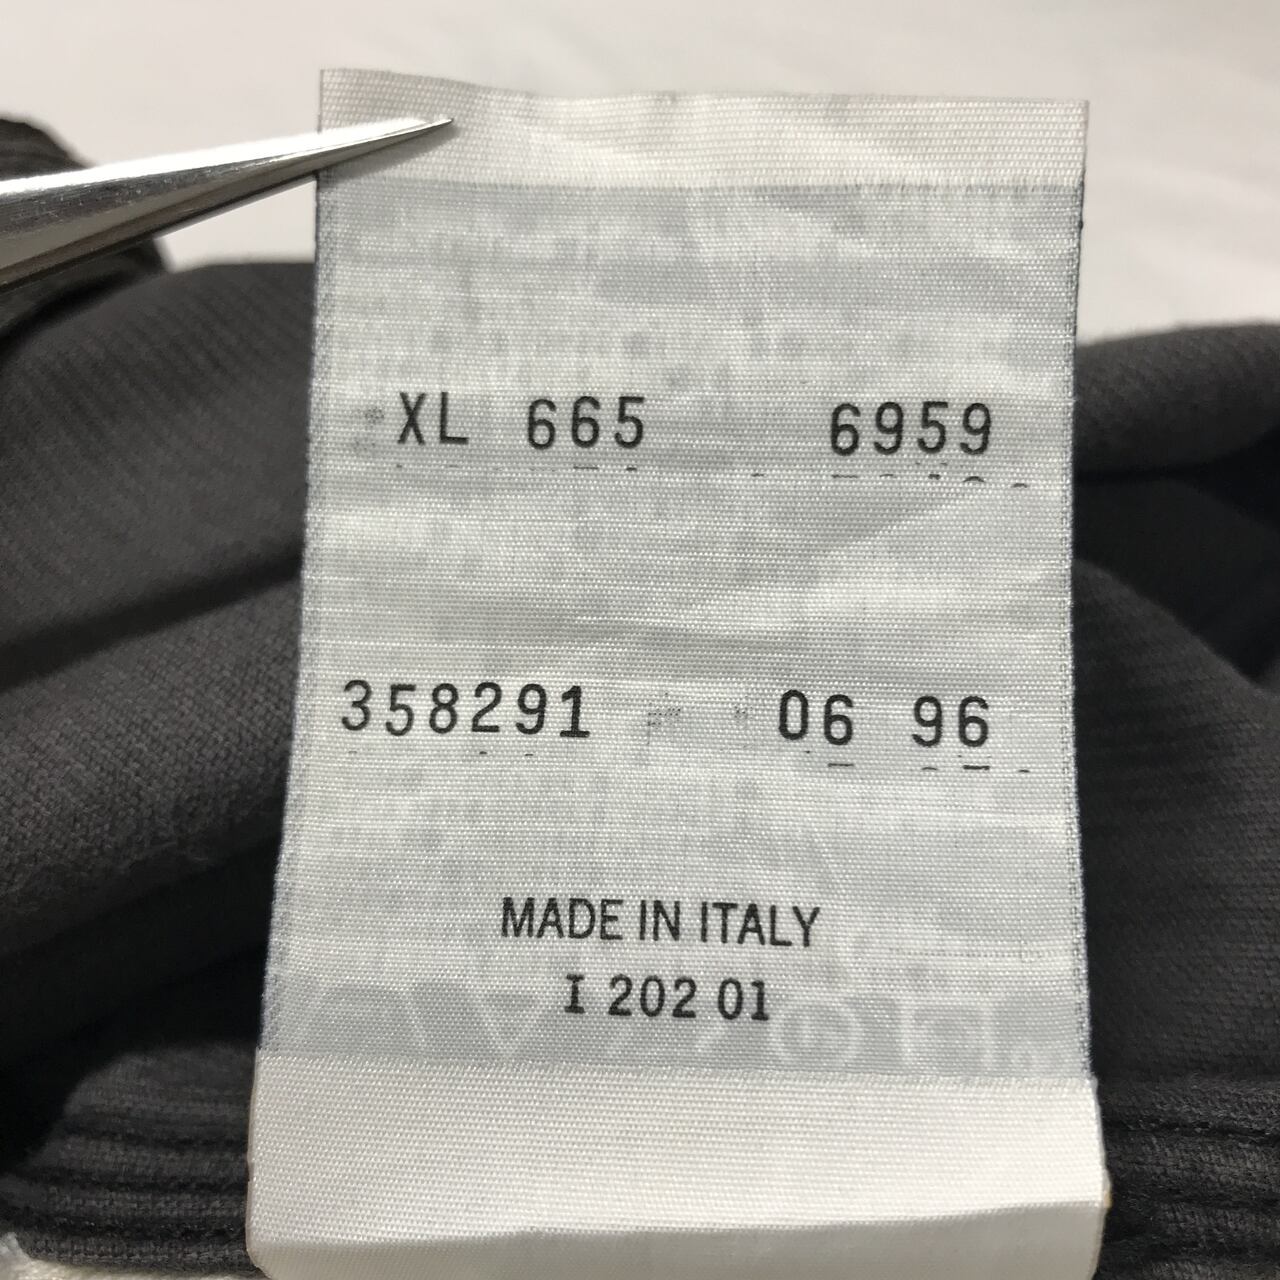 XL 665 6959
358291 06 96
MADE IN ITALY
I 202 01